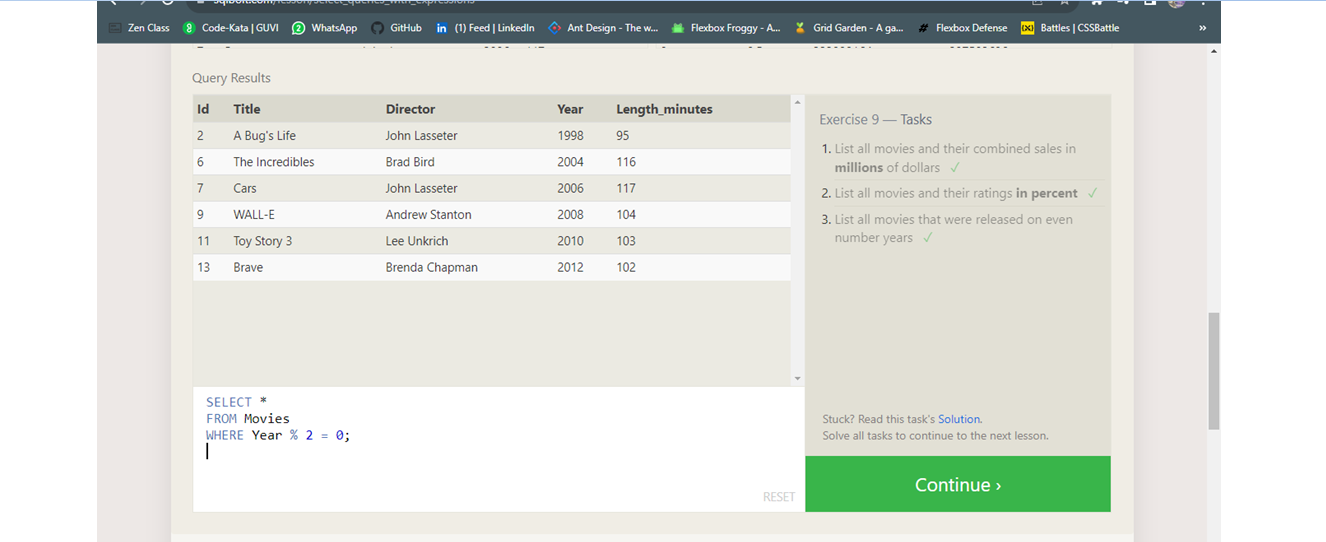 Zen Class Code-Kata | GUVI WhatsApp GitHub (1) Feed | LinkedIn Ant Design - The w... Flexbox Froggy - A... Grid Garden - A ga... Flexbox Defense Battles | CSSBattle »
Query Results
Id Title Director Year Length_minutes
2 A Bug's Life John Lasseter 1998 95
6 The Incredibles Brad Bird 2004 116
7 Cars John Lasseter 2006 117
9 WALL-E Andrew Stanton 2008 104
11 Toy Story 3 Lee Unkrich 2010 103
13 Brave Brenda Chapman 2012 102
SELECT *
FROM Movies
WHERE Year % 2 = 0;
RESET
Exercise 9 — Tasks
1. List all movies and their combined sales in
millions of dollars ✓
2. List all movies and their ratings in percent ✓
3. List all movies that were released on even
number years ✓
Stuck? Read this task's Solution.
Solve all tasks to continue to the next lesson.
Continue ›